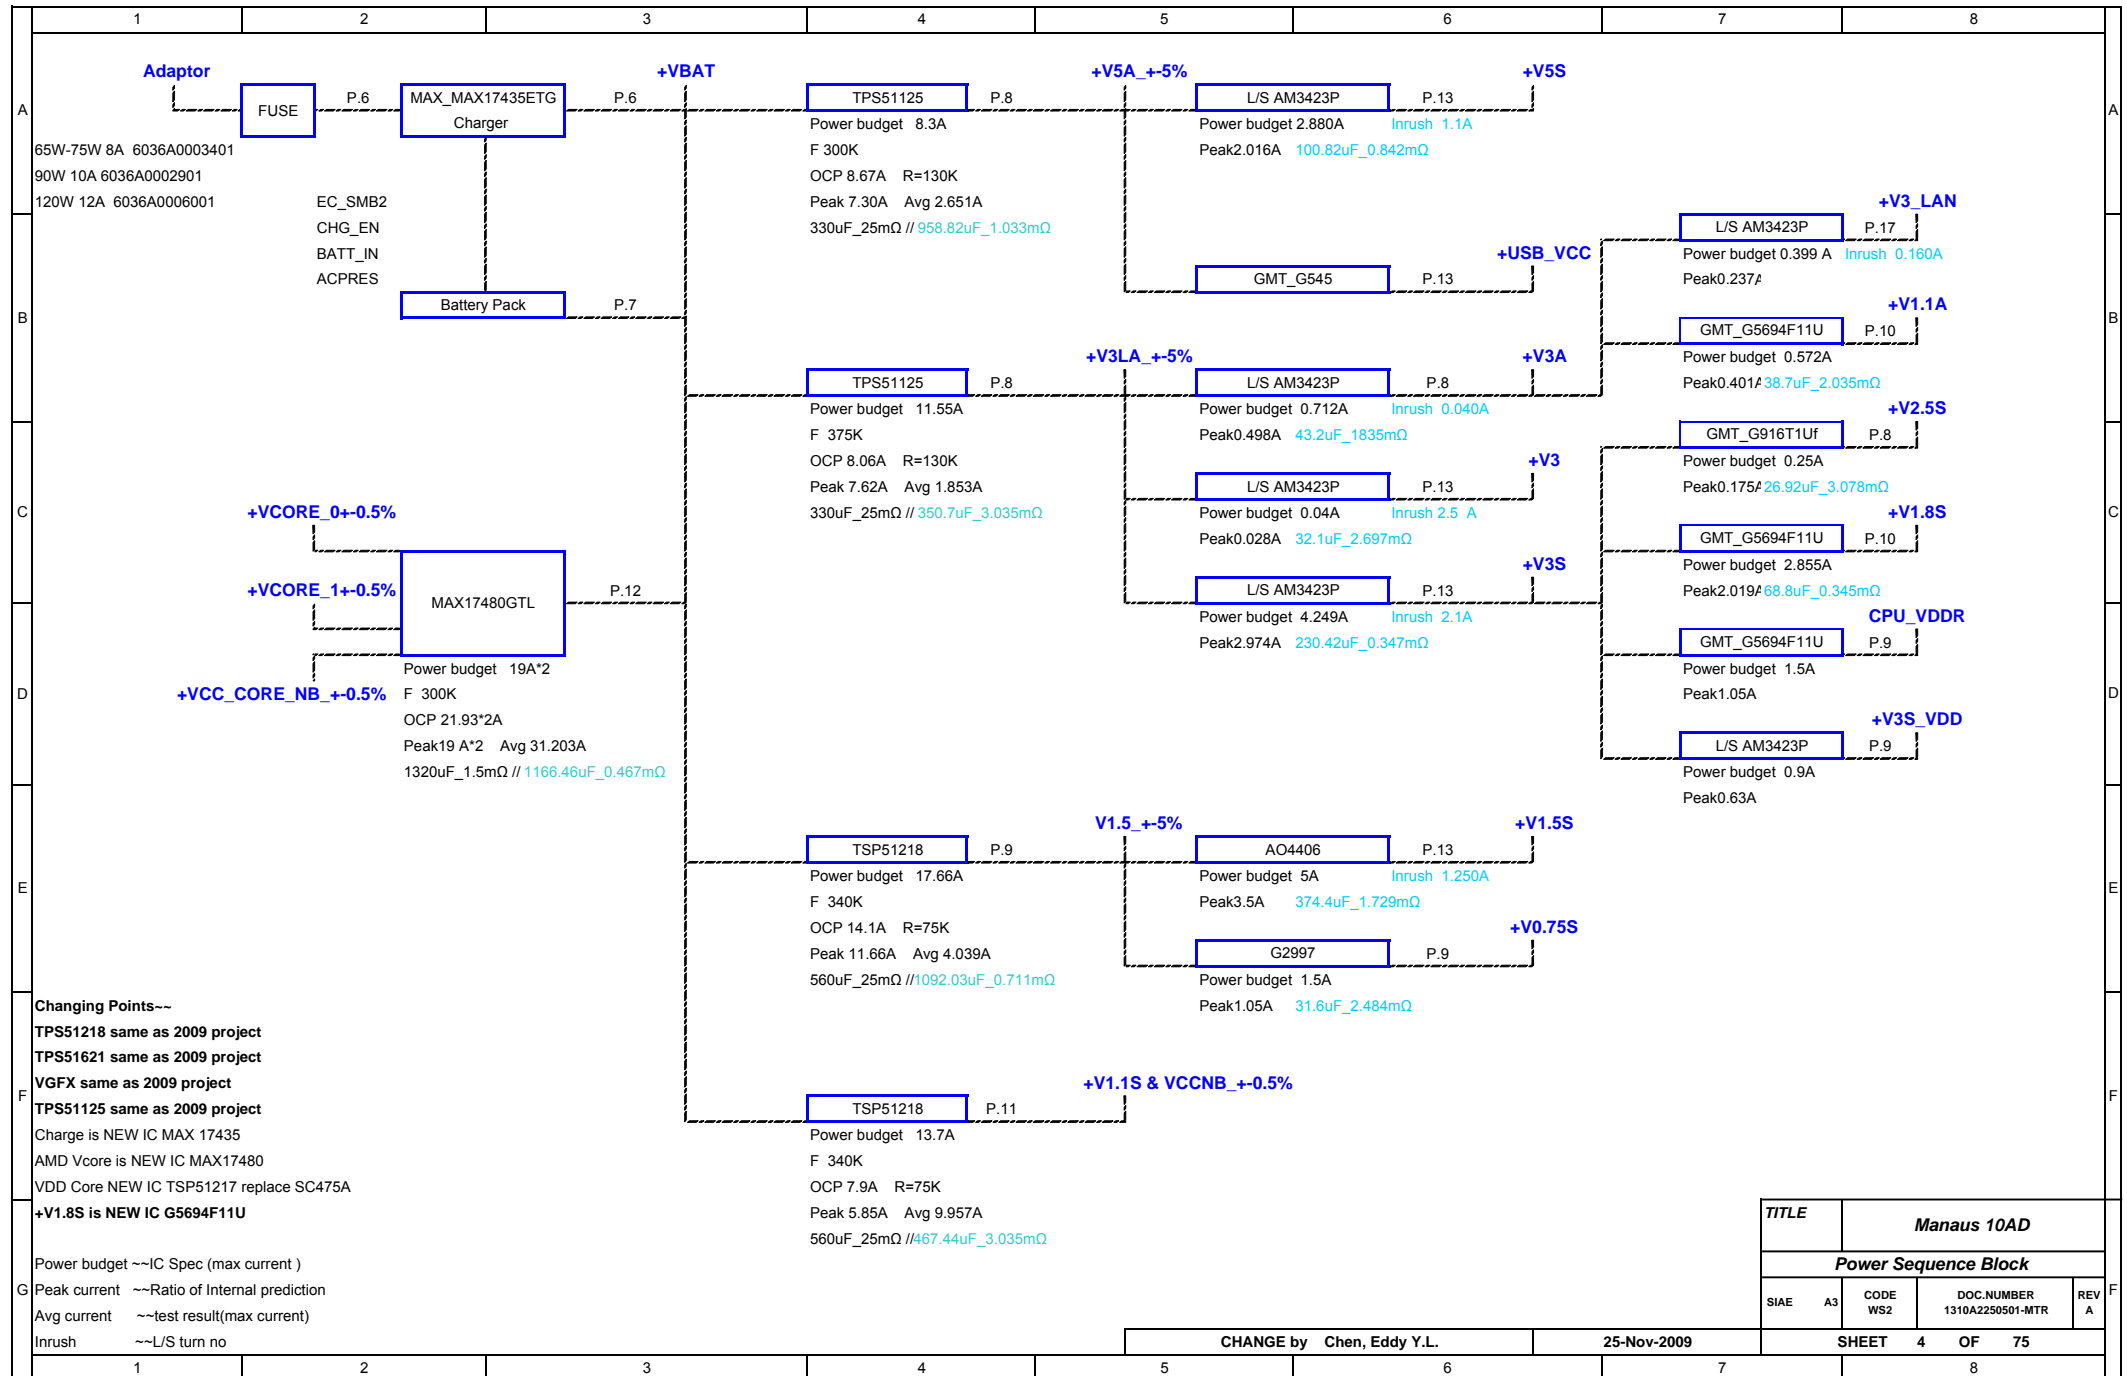 1 2 3 4 5 6 7 8
Adaptor +VBAT +V5A_+-5% +V5S
A FUSE P.6 MAX_MAX17435ETG P.6 TPS51125 P.8 L/S AM3423P P.13 A
Charger
Power budget 8.3A Power budget 2.880A Inrush 1.1A
65W-75W 8A 6036A0003401 F 300K Peak2.016A 100.82uF_0.842mΩ
90W 10A 6036A0002901 OCP 8.67A R=130K
120W 12A 6036A0006001 EC_SMB2 Peak 7.30A Avg 2.651A +V3_LAN
CHG_EN 330uF_25mΩ // 958.82uF_1.033mΩ L/S AM3423P P.17
BATT_IN +USB_VCC Power budget 0.399 A Inrush 0.160A
ACPRES GMT_G545 P.13 Peak0.237A
Battery Pack P.7 +V1.1A
B GMT_G5694F11U P.10 B
+V3LA_+-5% +V3A Power budget 0.572A
TPS51125 P.8 L/S AM3423P P.8 Peak0.401A 38.7uF_2.035mΩ
Power budget 11.55A Power budget 0.712A Inrush 0.040A +V2.5S
F 375K Peak0.498A 43.2uF_1835mΩ GMT_G916T1Uf P.8
OCP 8.06A R=130K +V3 Power budget 0.25A
Peak 7.62A Avg 1.853A L/S AM3423P P.13 Peak0.175A 26.92uF_3.078mΩ
C +VCORE_0+-0.5% 330uF_25mΩ // 350.7uF_3.035mΩ Power budget 0.04A Inrush 2.5 A +V1.8S C
Peak0.028A 32.1uF_2.697mΩ GMT_G5694F11U P.10
+V3S Power budget 2.855A
+VCORE_1+-0.5% MAX17480GTL P.12 L/S AM3423P P.13 Peak2.019A 68.8uF_0.345mΩ
Power budget 4.249A Inrush 2.1A CPU_VDDR
Peak2.974A 230.42uF_0.347mΩ GMT_G5694F11U P.9
Power budget 19A*2 Power budget 1.5A
D +VCC_CORE_NB_+-0.5% F 300K Peak1.05A D
OCP 21.93*2A +V3S_VDD
Peak19 A*2 Avg 31.203A L/S AM3423P P.9
1320uF_1.5mΩ // 1166.46uF_0.467mΩ Power budget 0.9A
Peak0.63A
V1.5_+-5% +V1.5S
TSP51218 P.9 AO4406 P.13
Power budget 17.66A Power budget 5A Inrush 1.250A
E F 340K Peak3.5A 374.4uF_1.729mΩ E
OCP 14.1A R=75K +V0.75S
Peak 11.66A Avg 4.039A G2997 P.9
560uF_25mΩ //1092.03uF_0.711mΩ Power budget 1.5A
Changing Points~~ Peak1.05A 31.6uF_2.484mΩ
TPS51218 same as 2009 project
TPS51621 same as 2009 project
VGFX same as 2009 project +V1.1S & VCCNB_+-0.5%
F TPS51125 same as 2009 project TSP51218 P.11 F
Charge is NEW IC MAX 17435 Power budget 13.7A
AMD Vcore is NEW IC MAX17480 F 340K
VDD Core NEW IC TSP51217 replace SC475A OCP 7.9A R=75K
+V1.8S is NEW IC G5694F11U Peak 5.85A Avg 9.957A TITLE Manaus 10AD
560uF_25mΩ //467.44uF_3.035mΩ
Power budget ~~IC Spec (max current ) Power Sequence Block
G Peak current ~~Ratio of Internal prediction SIAE A3 CODE WS2 DOC.NUMBER 1310A2250501-MTR REV A F
Avg current ~~test result(max current)
Inrush ~~L/S turn no CHANGE by Chen, Eddy Y.L. 25-Nov-2009 SHEET 4 OF 75
1 2 3 4 5 6 7 8